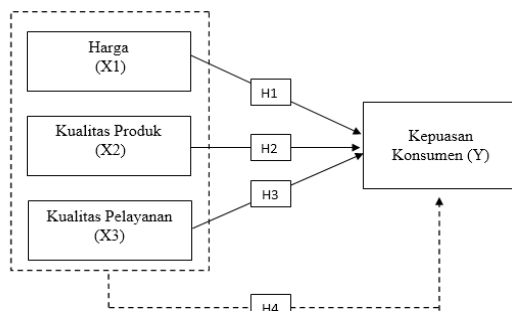 Harga
(X1)
H1
Kualitas Produk
(X2)
H2
Kepuasan
Konsumen (Y)
Kualitas Pelayanan
(X3)
H3
H4